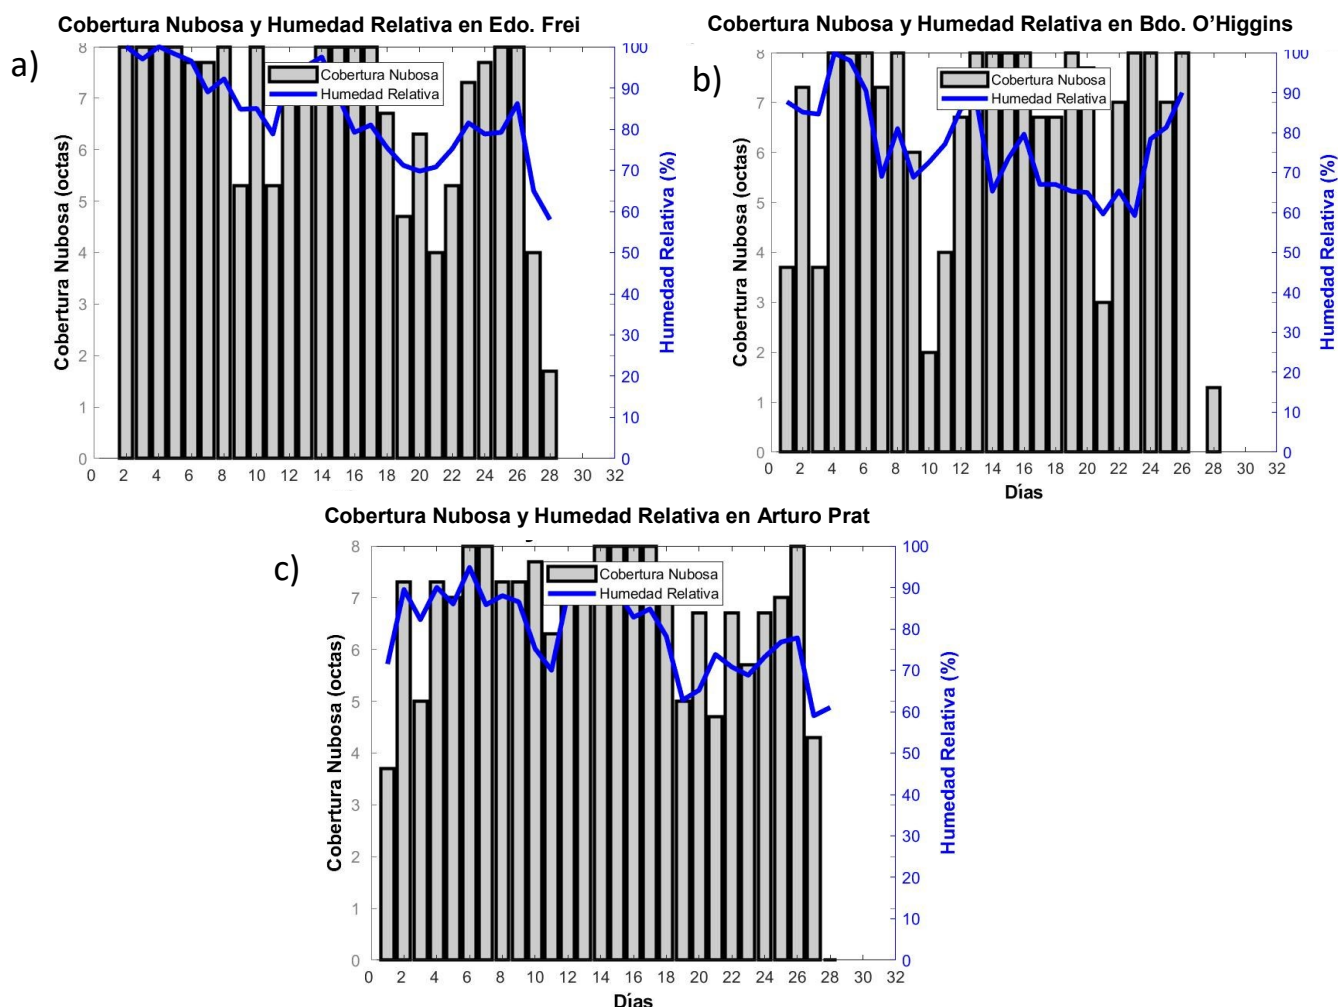 Cobertura Nubosa y Humedad Relativa en Edo. Frei
a)
Cobertura Nubosa (octas)
8
7
6
5
4
3
2
1
0
Cobertura Nubosa
Humedad Relativa
100
90
80
70
60
50
40
30
20
10
0
Humedad Relativa (%)
0 2 4 6 8 10 12 14 16 18 20 22 24 26 28 30 32
Cobertura Nubosa y Humedad Relativa en Bdo. O’Higgins
b)
Cobertura Nubosa (octas)
8
7
6
5
4
3
2
1
0
Cobertura Nubosa
Humedad Relativa
100
90
80
70
60
50
40
30
20
10
0
Humedad Relativa (%)
0 2 4 6 8 10 12 14 16 18 20 22 24 26 28 30 32
Días
Cobertura Nubosa y Humedad Relativa en Arturo Prat
c)
Cobertura Nubosa (octas)
8
7
6
5
4
3
2
1
0
Cobertura Nubosa
Humedad Relativa
100
90
80
70
60
50
40
30
20
10
0
Humedad Relativa (%)
0 2 4 6 8 10 12 14 16 18 20 22 24 26 28 30 32
Días